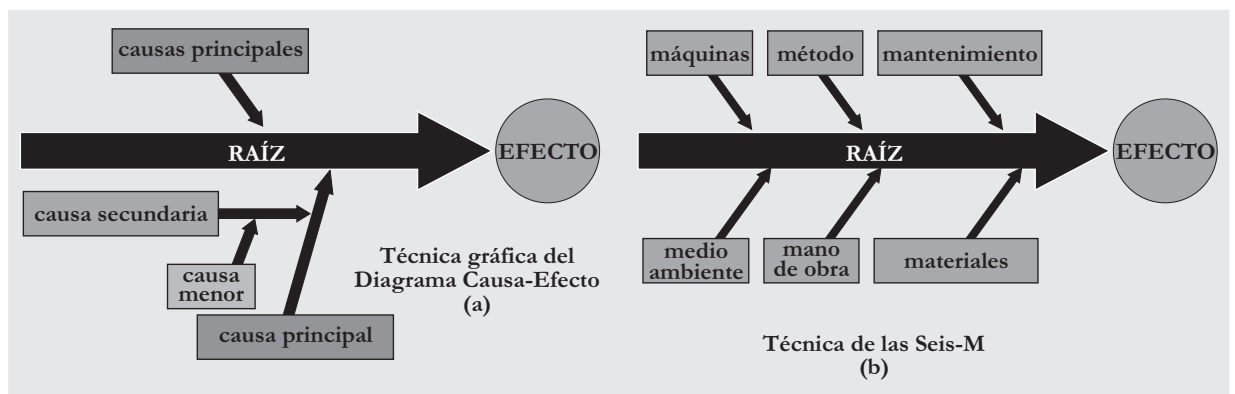 causas principales
RAÍZ
EFECTO
causa secundaria
causa
menor
causa principal
Técnica gráfica del
Diagrama Causa-Efecto
(a)
máquinas
método
mantenimiento
RAÍZ
EFECTO
medio
ambiente
mano
de obra
materiales
Técnica de las Seis-M
(b)